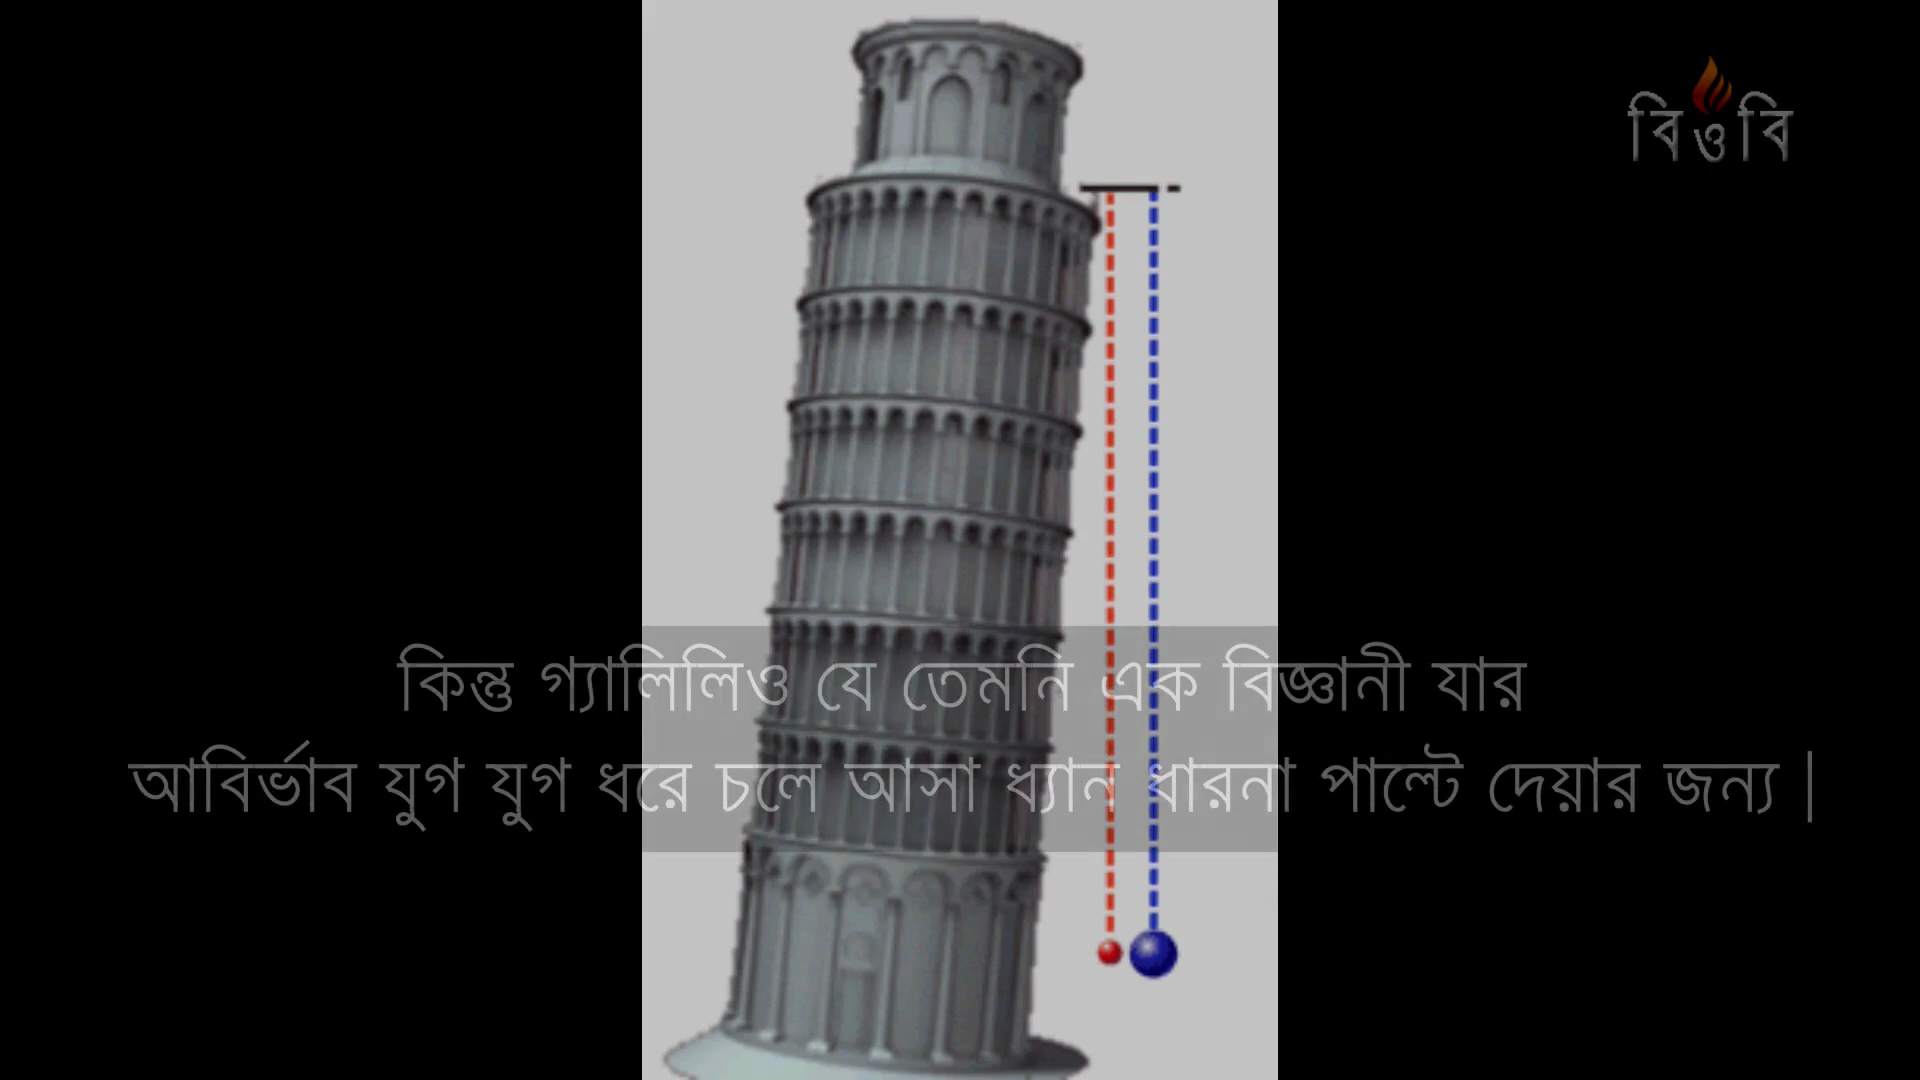 বিওবি
কিন্তু গ্যালিলিও যে তেমনি এক বিজ্ঞানী যার
আবির্ভাব যুগ যুগ ধরে চলে আসা ধ্যান ধারনা পাল্টে দেয়ার জন্য |